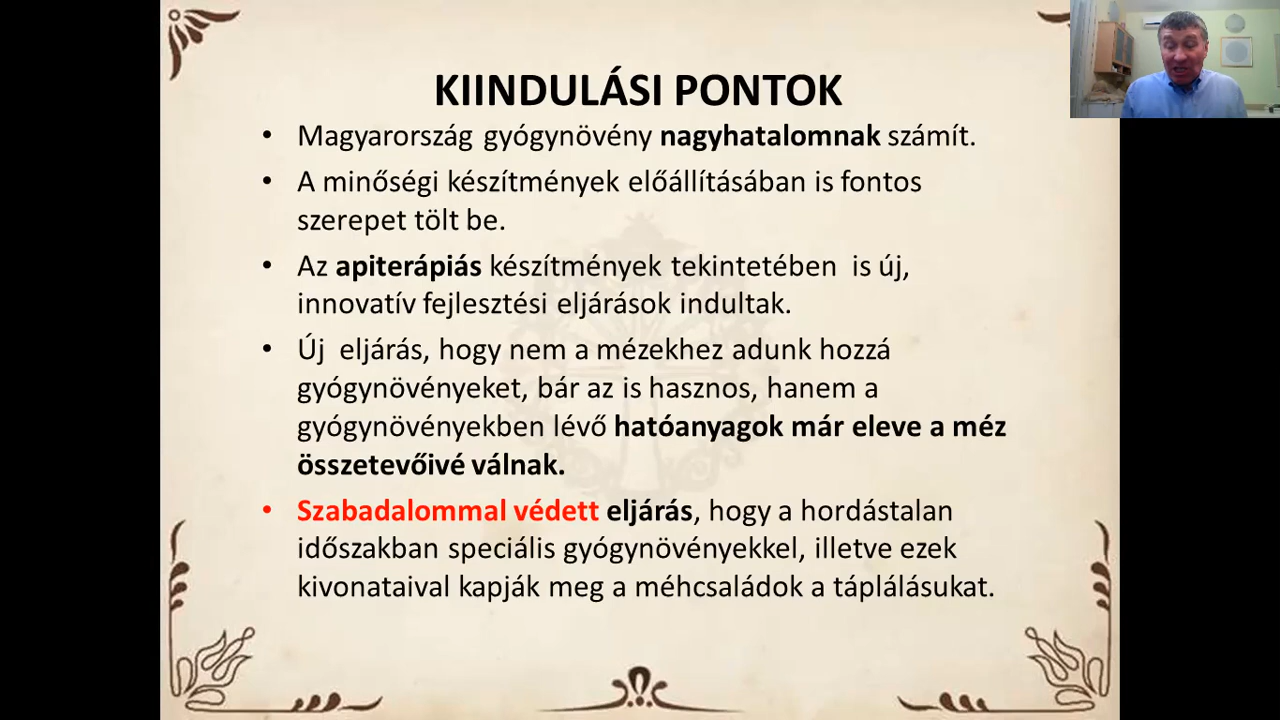 KIINDULÁSI PONTOK
• Magyarország gyógynövény nagyhatalomnak számít.
• A minőségi készítmények előállításában is fontos
szerepet tölt be.
• Az apiterápiás készítmények tekintetében is új,
innovatív fejlesztési eljárások indultak.
• Új eljárás, hogy nem a mézekhez adunk hozzá
gyógynövényeket, bár az is hasznos, hanem a
gyógynövényekben lévő hatóanyagok már eleve a méz
összetevőivé válnak.
• Szabadalommal védett eljárás, hogy a hordástalan
időszakban speciális gyógynövényekkel, illetve ezek
kivonataival kapják meg a méhcsaládok a táplálásukat.